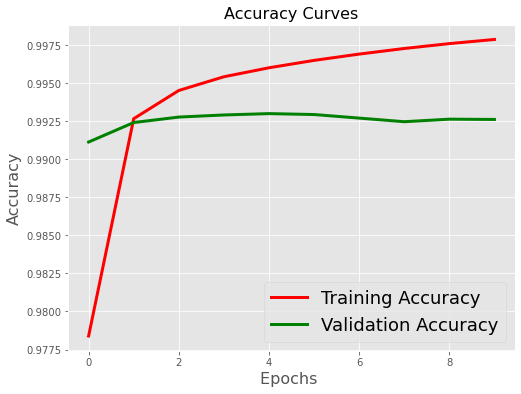 Accuracy Curves
Accuracy
0.9975
0.9950
0.9925
0.9900
0.9875
0.9850
0.9825
0.9800
0.9775
Training Accuracy
Validation Accuracy
0 2 4 6 8
Epochs